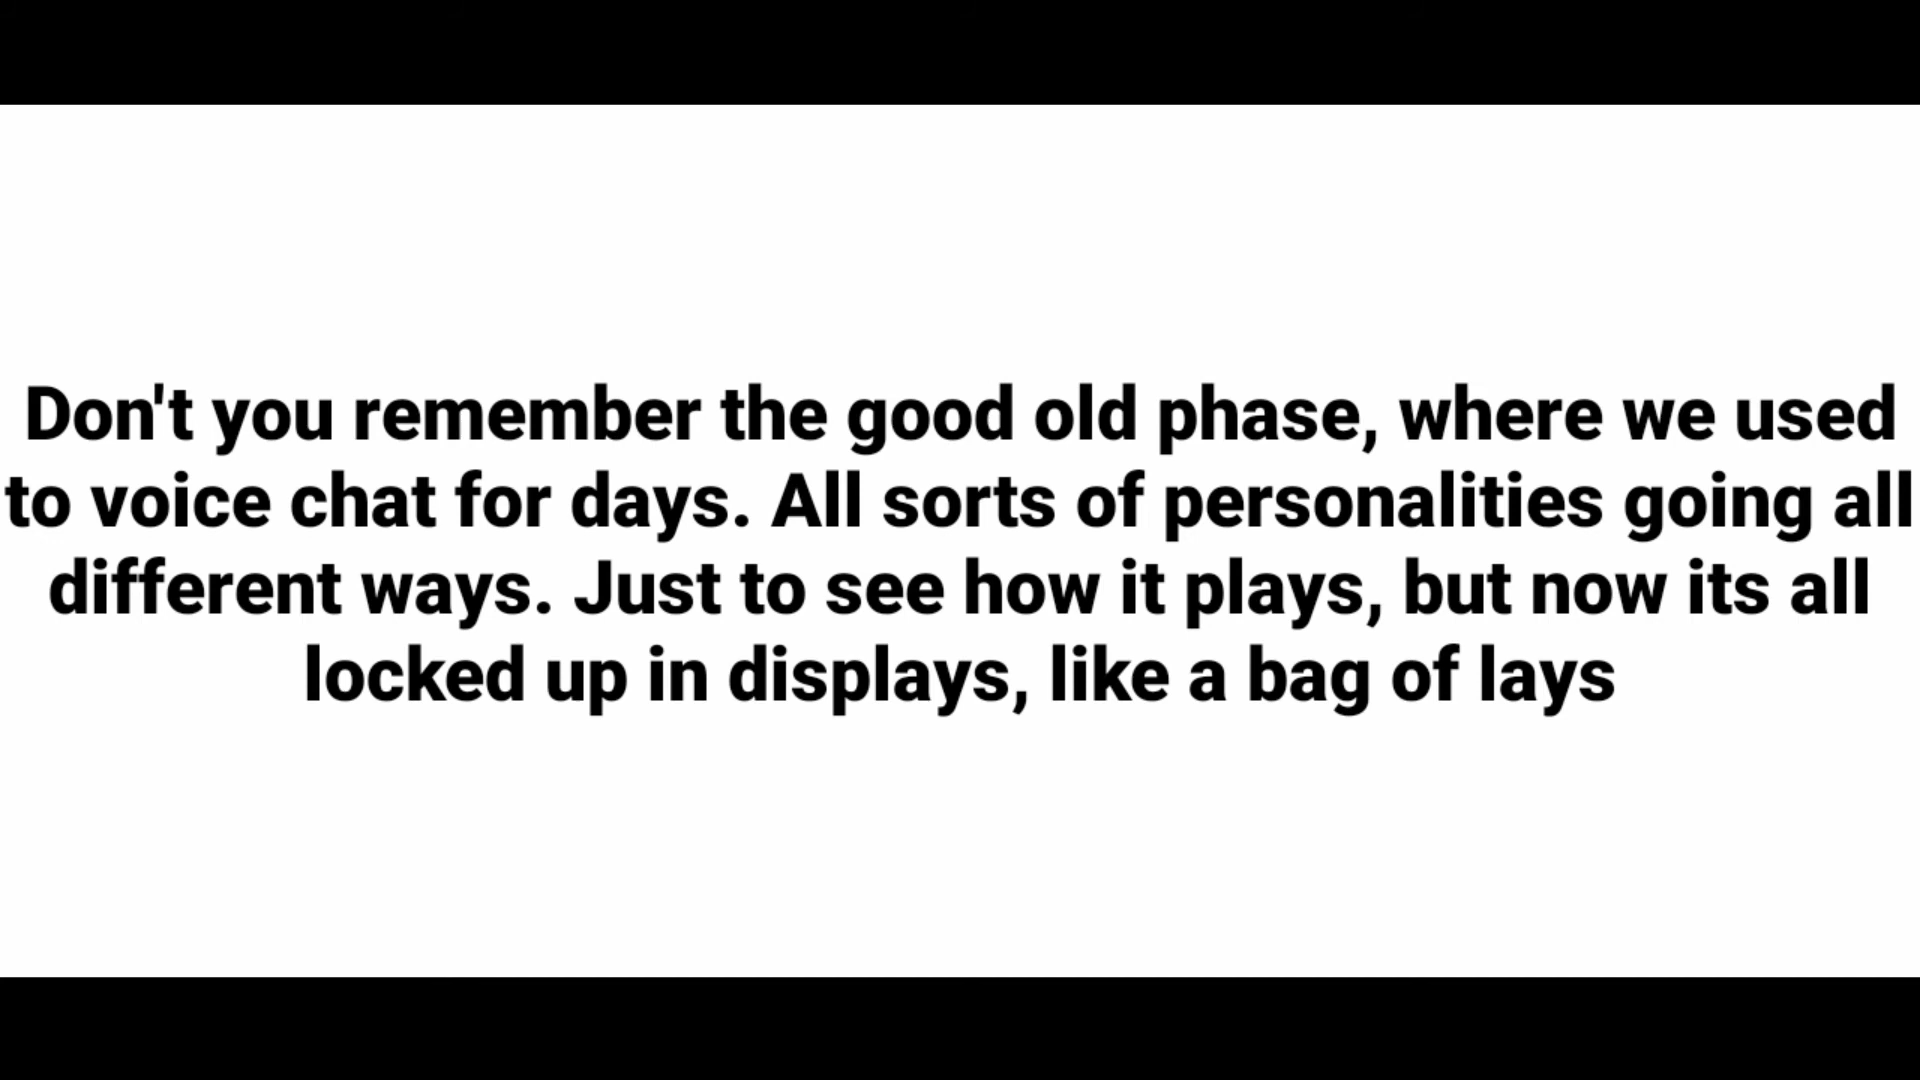 Don't you remember the good old phase, where we used
to voice chat for days. All sorts of personalities going all
different ways. Just to see how it plays, but now its all
locked up in displays, like a bag of lays